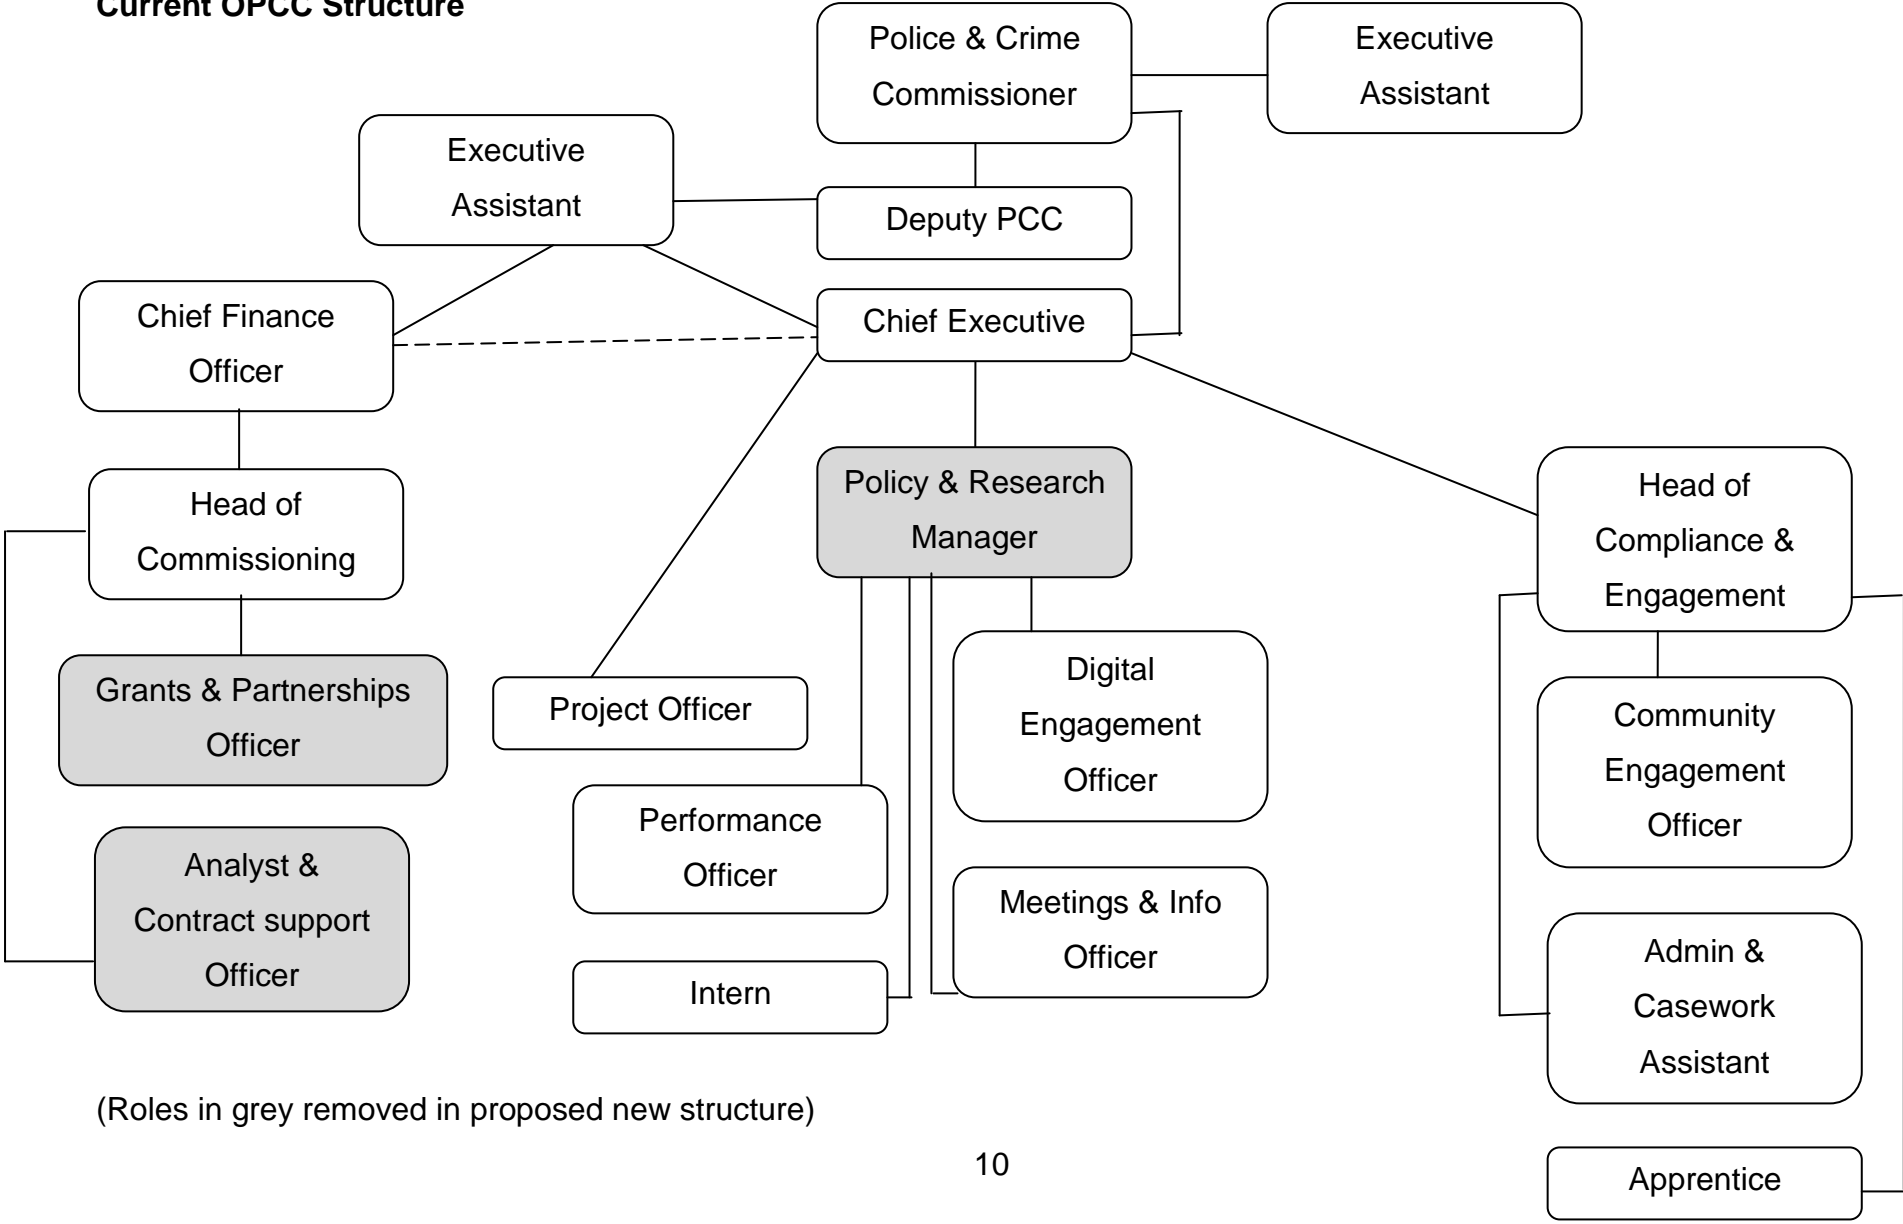 Current OPCC Structure
Police & Crime
Commissioner
Executive
Assistant
Executive
Assistant
Deputy PCC
Chief Finance
Officer
Chief Executive
Head of
Commissioning
Policy & Research
Manager
Head of
Compliance &
Engagement
Grants & Partnerships
Officer
Project Officer
Digital
Engagement
Officer
Community
Engagement
Officer
Performance
Officer
Analyst &
Contract support
Officer
Meetings & Info
Officer
Intern
Admin &
Casework
Assistant
Apprentice
(Roles in grey removed in proposed new structure)
10